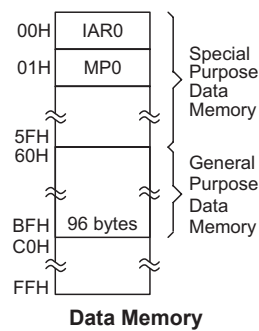 00H IAR0
01H MP0
Special
Purpose
Data
Memory
5FH
60H
General
Purpose
Data
Memory
BFH 96 bytes
C0H
FFH
Data Memory